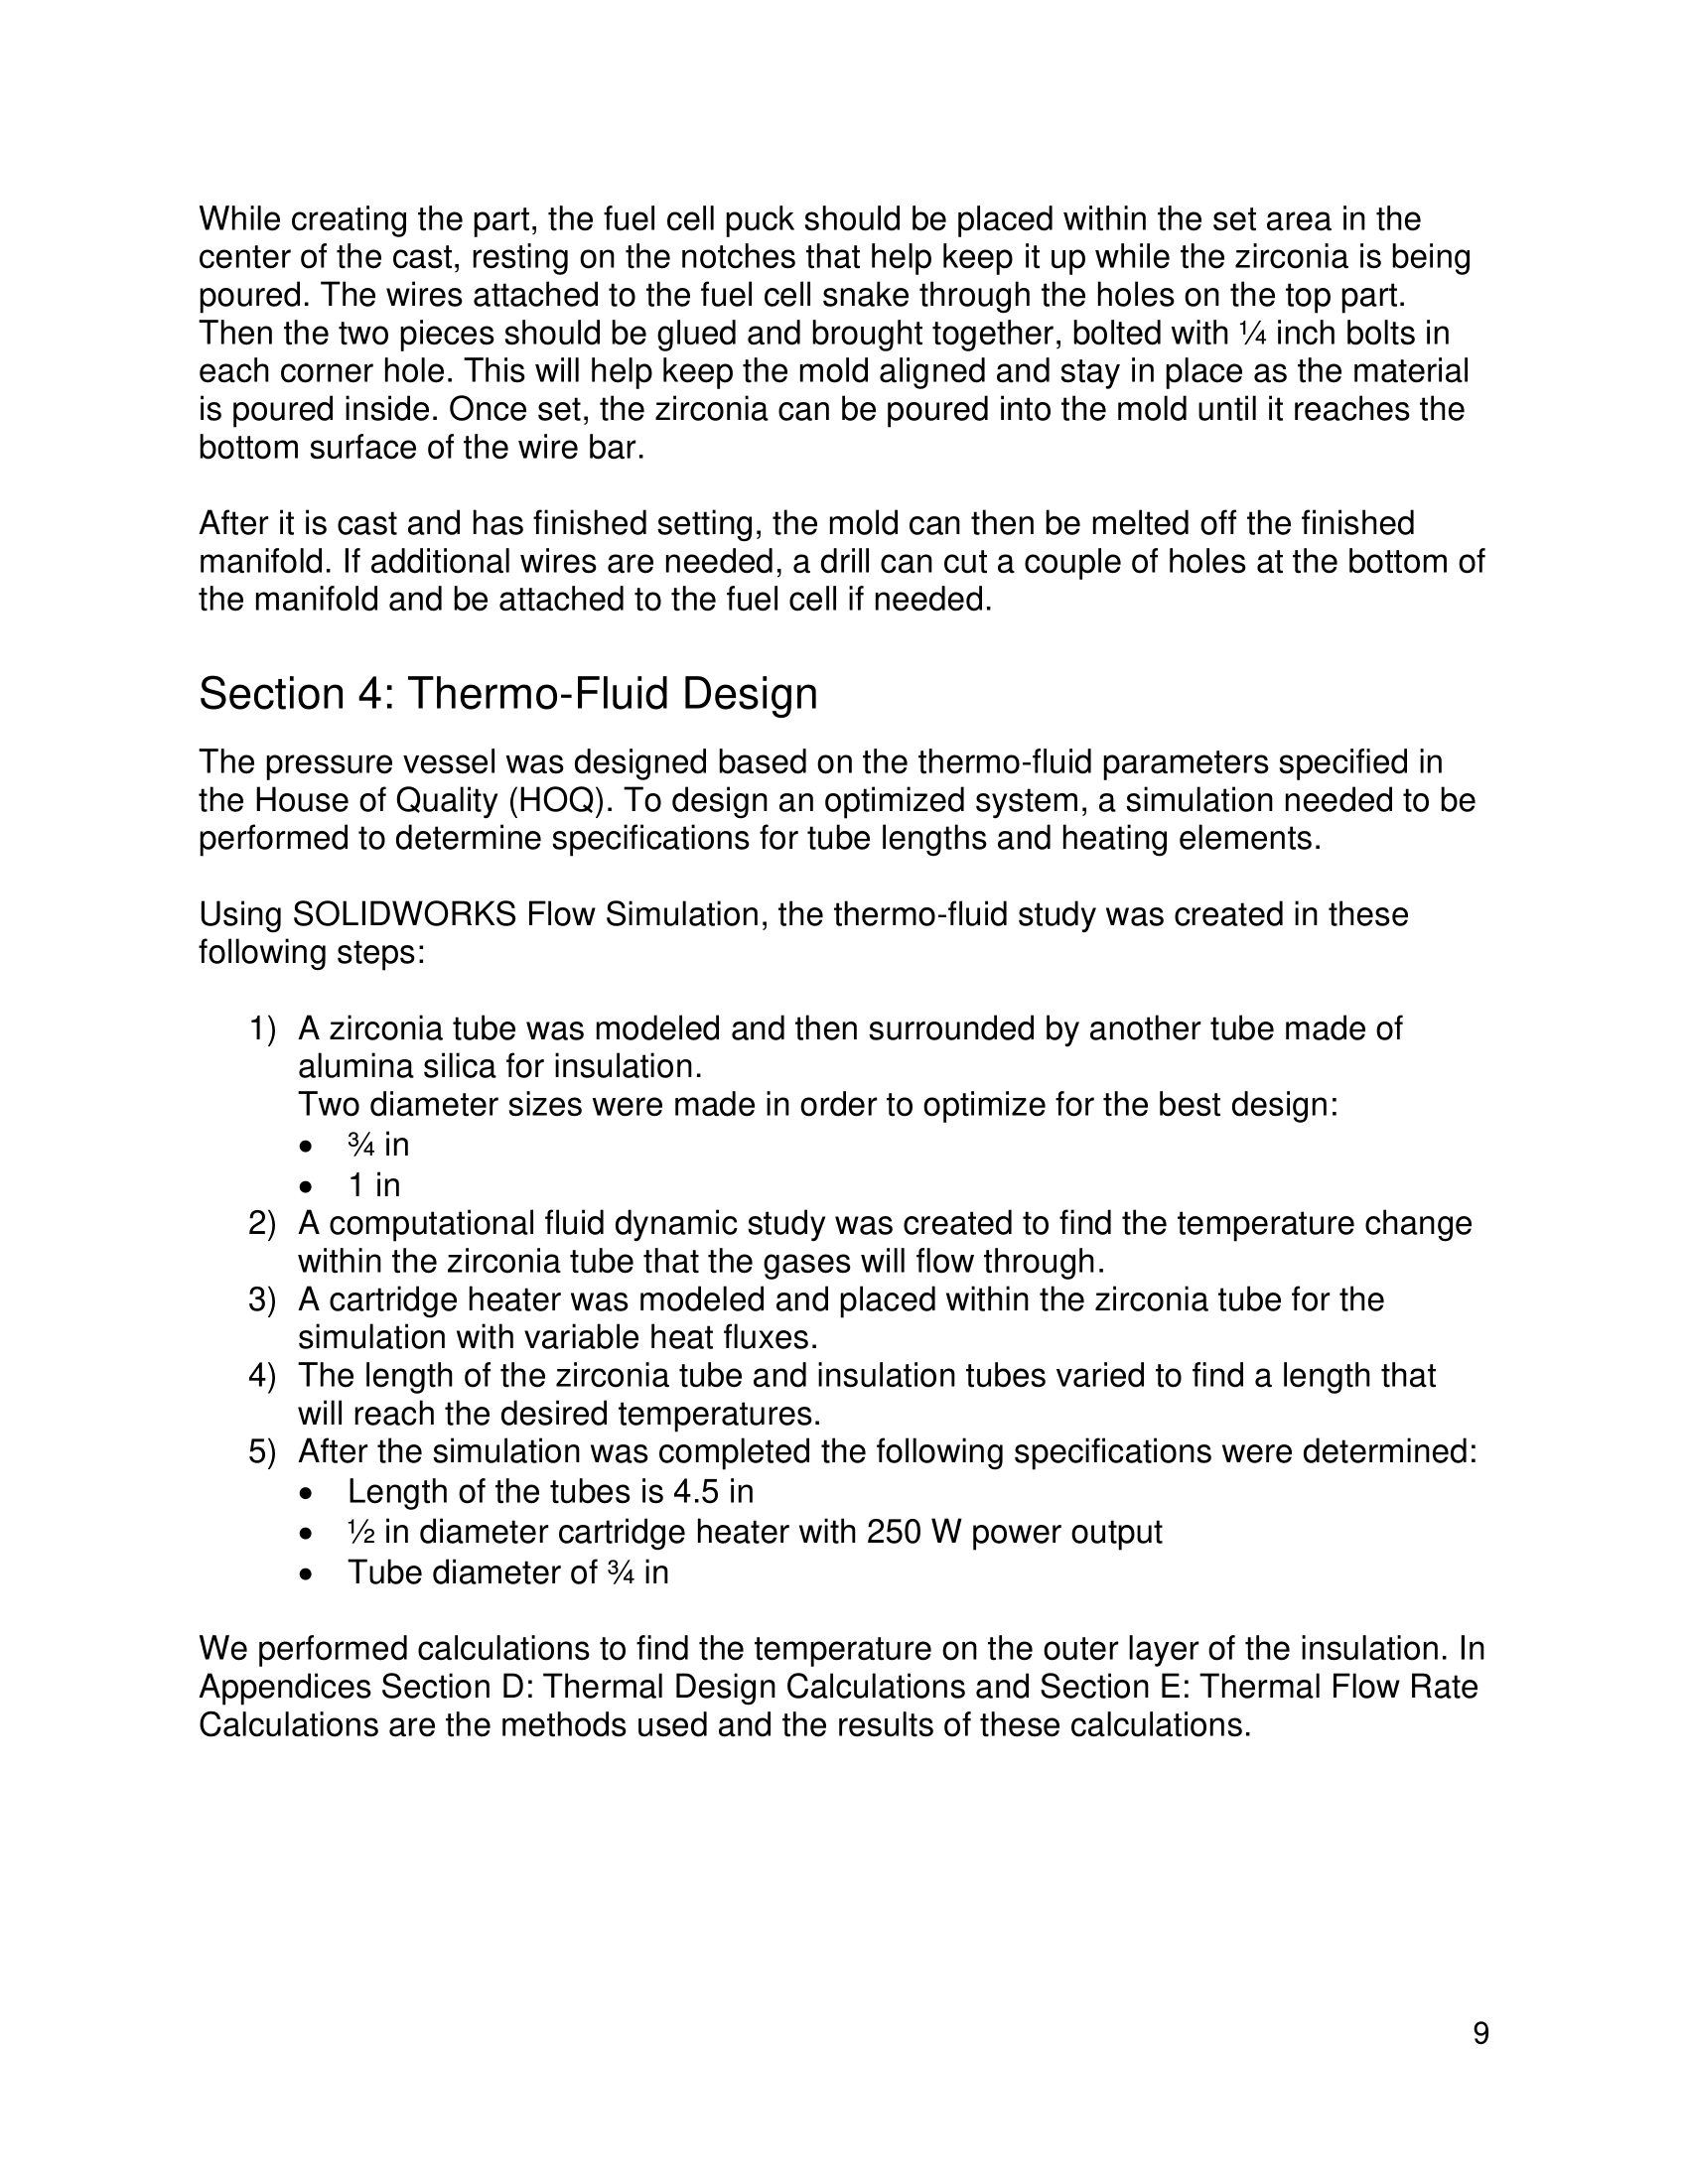 While creating the part, the fuel cell puck should be placed within the set area in the
center of the cast, resting on the notches that help keep it up while the zirconia is being
poured. The wires attached to the fuel cell snake through the holes on the top part.
Then the two pieces should be glued and brought together, bolted with ¼ inch bolts in
each corner hole. This will help keep the mold aligned and stay in place as the material
is poured inside. Once set, the zirconia can be poured into the mold until it reaches the
bottom surface of the wire bar.
After it is cast and has finished setting, the mold can then be melted off the finished
manifold. If additional wires are needed, a drill can cut a couple of holes at the bottom of
the manifold and be attached to the fuel cell if needed.
Section 4: Thermo-Fluid Design
The pressure vessel was designed based on the thermo-fluid parameters specified in
the House of Quality (HOQ). To design an optimized system, a simulation needed to be
performed to determine specifications for tube lengths and heating elements.
Using SOLIDWORKS Flow Simulation, the thermo-fluid study was created in these
following steps:
1) A zirconia tube was modeled and then surrounded by another tube made of
alumina silica for insulation.
Two diameter sizes were made in order to optimize for the best design:
• ¾ in
• 1 in
2) A computational fluid dynamic study was created to find the temperature change
within the zirconia tube that the gases will flow through.
3) A cartridge heater was modeled and placed within the zirconia tube for the
simulation with variable heat fluxes.
4) The length of the zirconia tube and insulation tubes varied to find a length that
will reach the desired temperatures.
5) After the simulation was completed the following specifications were determined:
• Length of the tubes is 4.5 in
• ½ in diameter cartridge heater with 250 W power output
• Tube diameter of ¾ in
We performed calculations to find the temperature on the outer layer of the insulation. In
Appendices Section D: Thermal Design Calculations and Section E: Thermal Flow Rate
Calculations are the methods used and the results of these calculations.
9